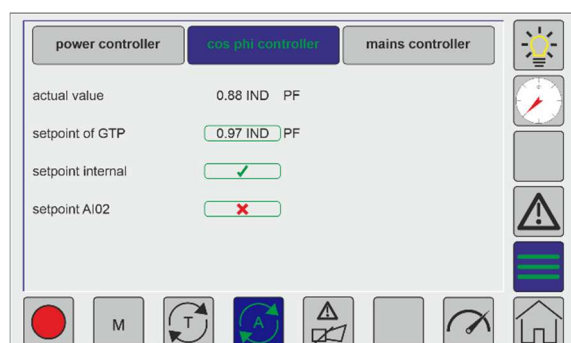 power controller cos phi controller mains controller
actual value 0.88 IND PF
setpoint of GTP 0.97 IND PF
setpoint internal
setpoint AI02
M T A